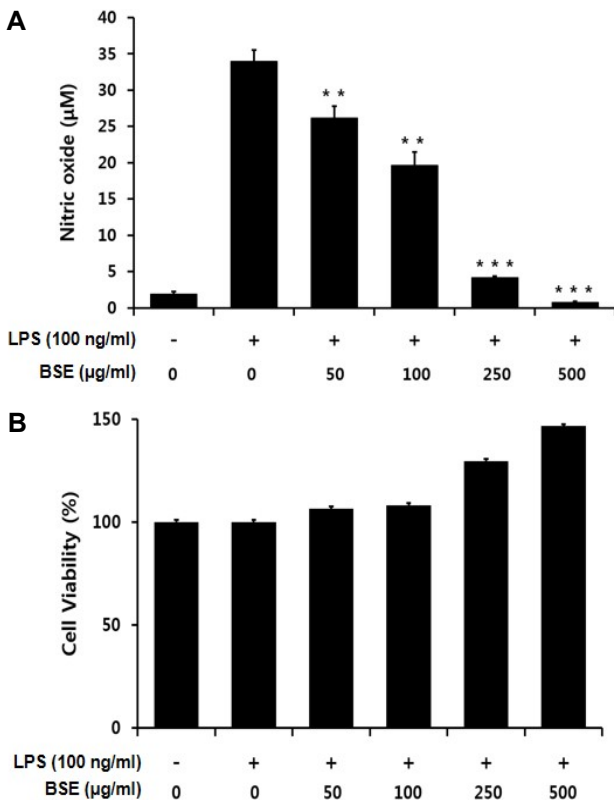 A
40
35
30
25
20
15
10
5
0
Nitric oxide (µM)
** ** *** ***
LPS (100 ng/ml) - + + + + +
BSE (µg/ml) 0 0 50 100 250 500
B
150
100
50
0
Cell Viability (%)
LPS (100 ng/ml) - + + + + +
BSE (µg/ml) 0 0 50 100 250 500